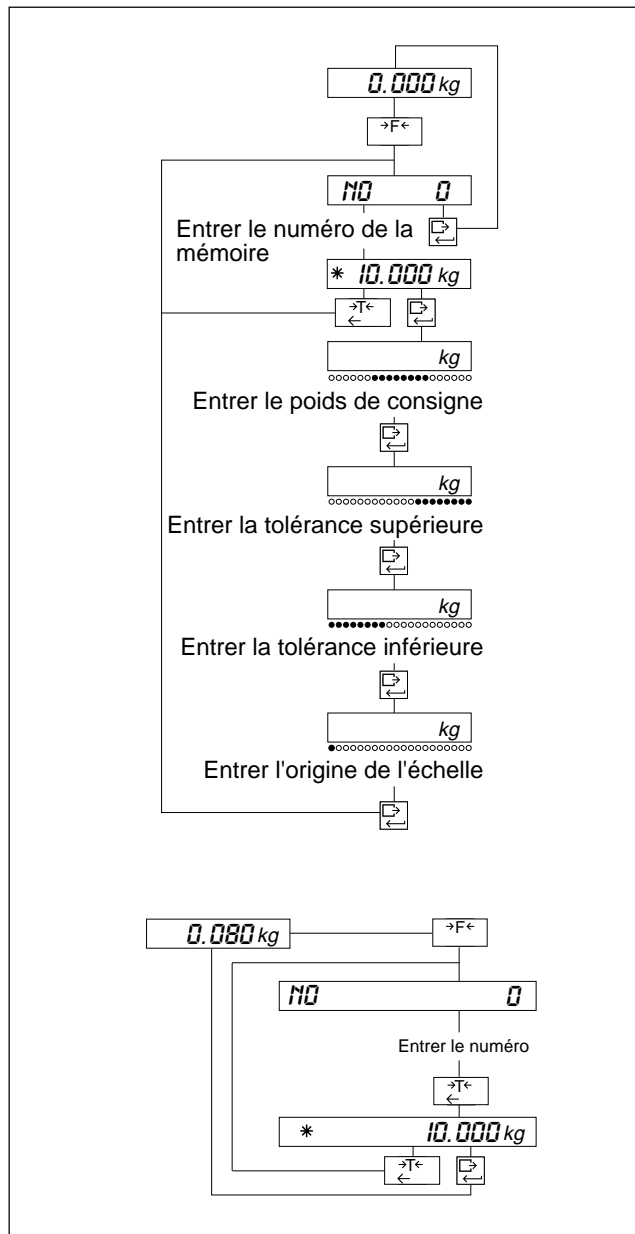 0.000 kg
→F←
NO 0
Entrer le numéro de la
mémoire
* 10.000 kg
→T←
←
kg
Entrer le poids de consigne
kg
Entrer la tolérance supérieure
kg
Entrer la tolérance inférieure
kg
Entrer l'origine de l'échelle
0.080 kg
→F←
NO 0
Entrer le numéro
→T←
←
* 10.000 kg
→T←
←